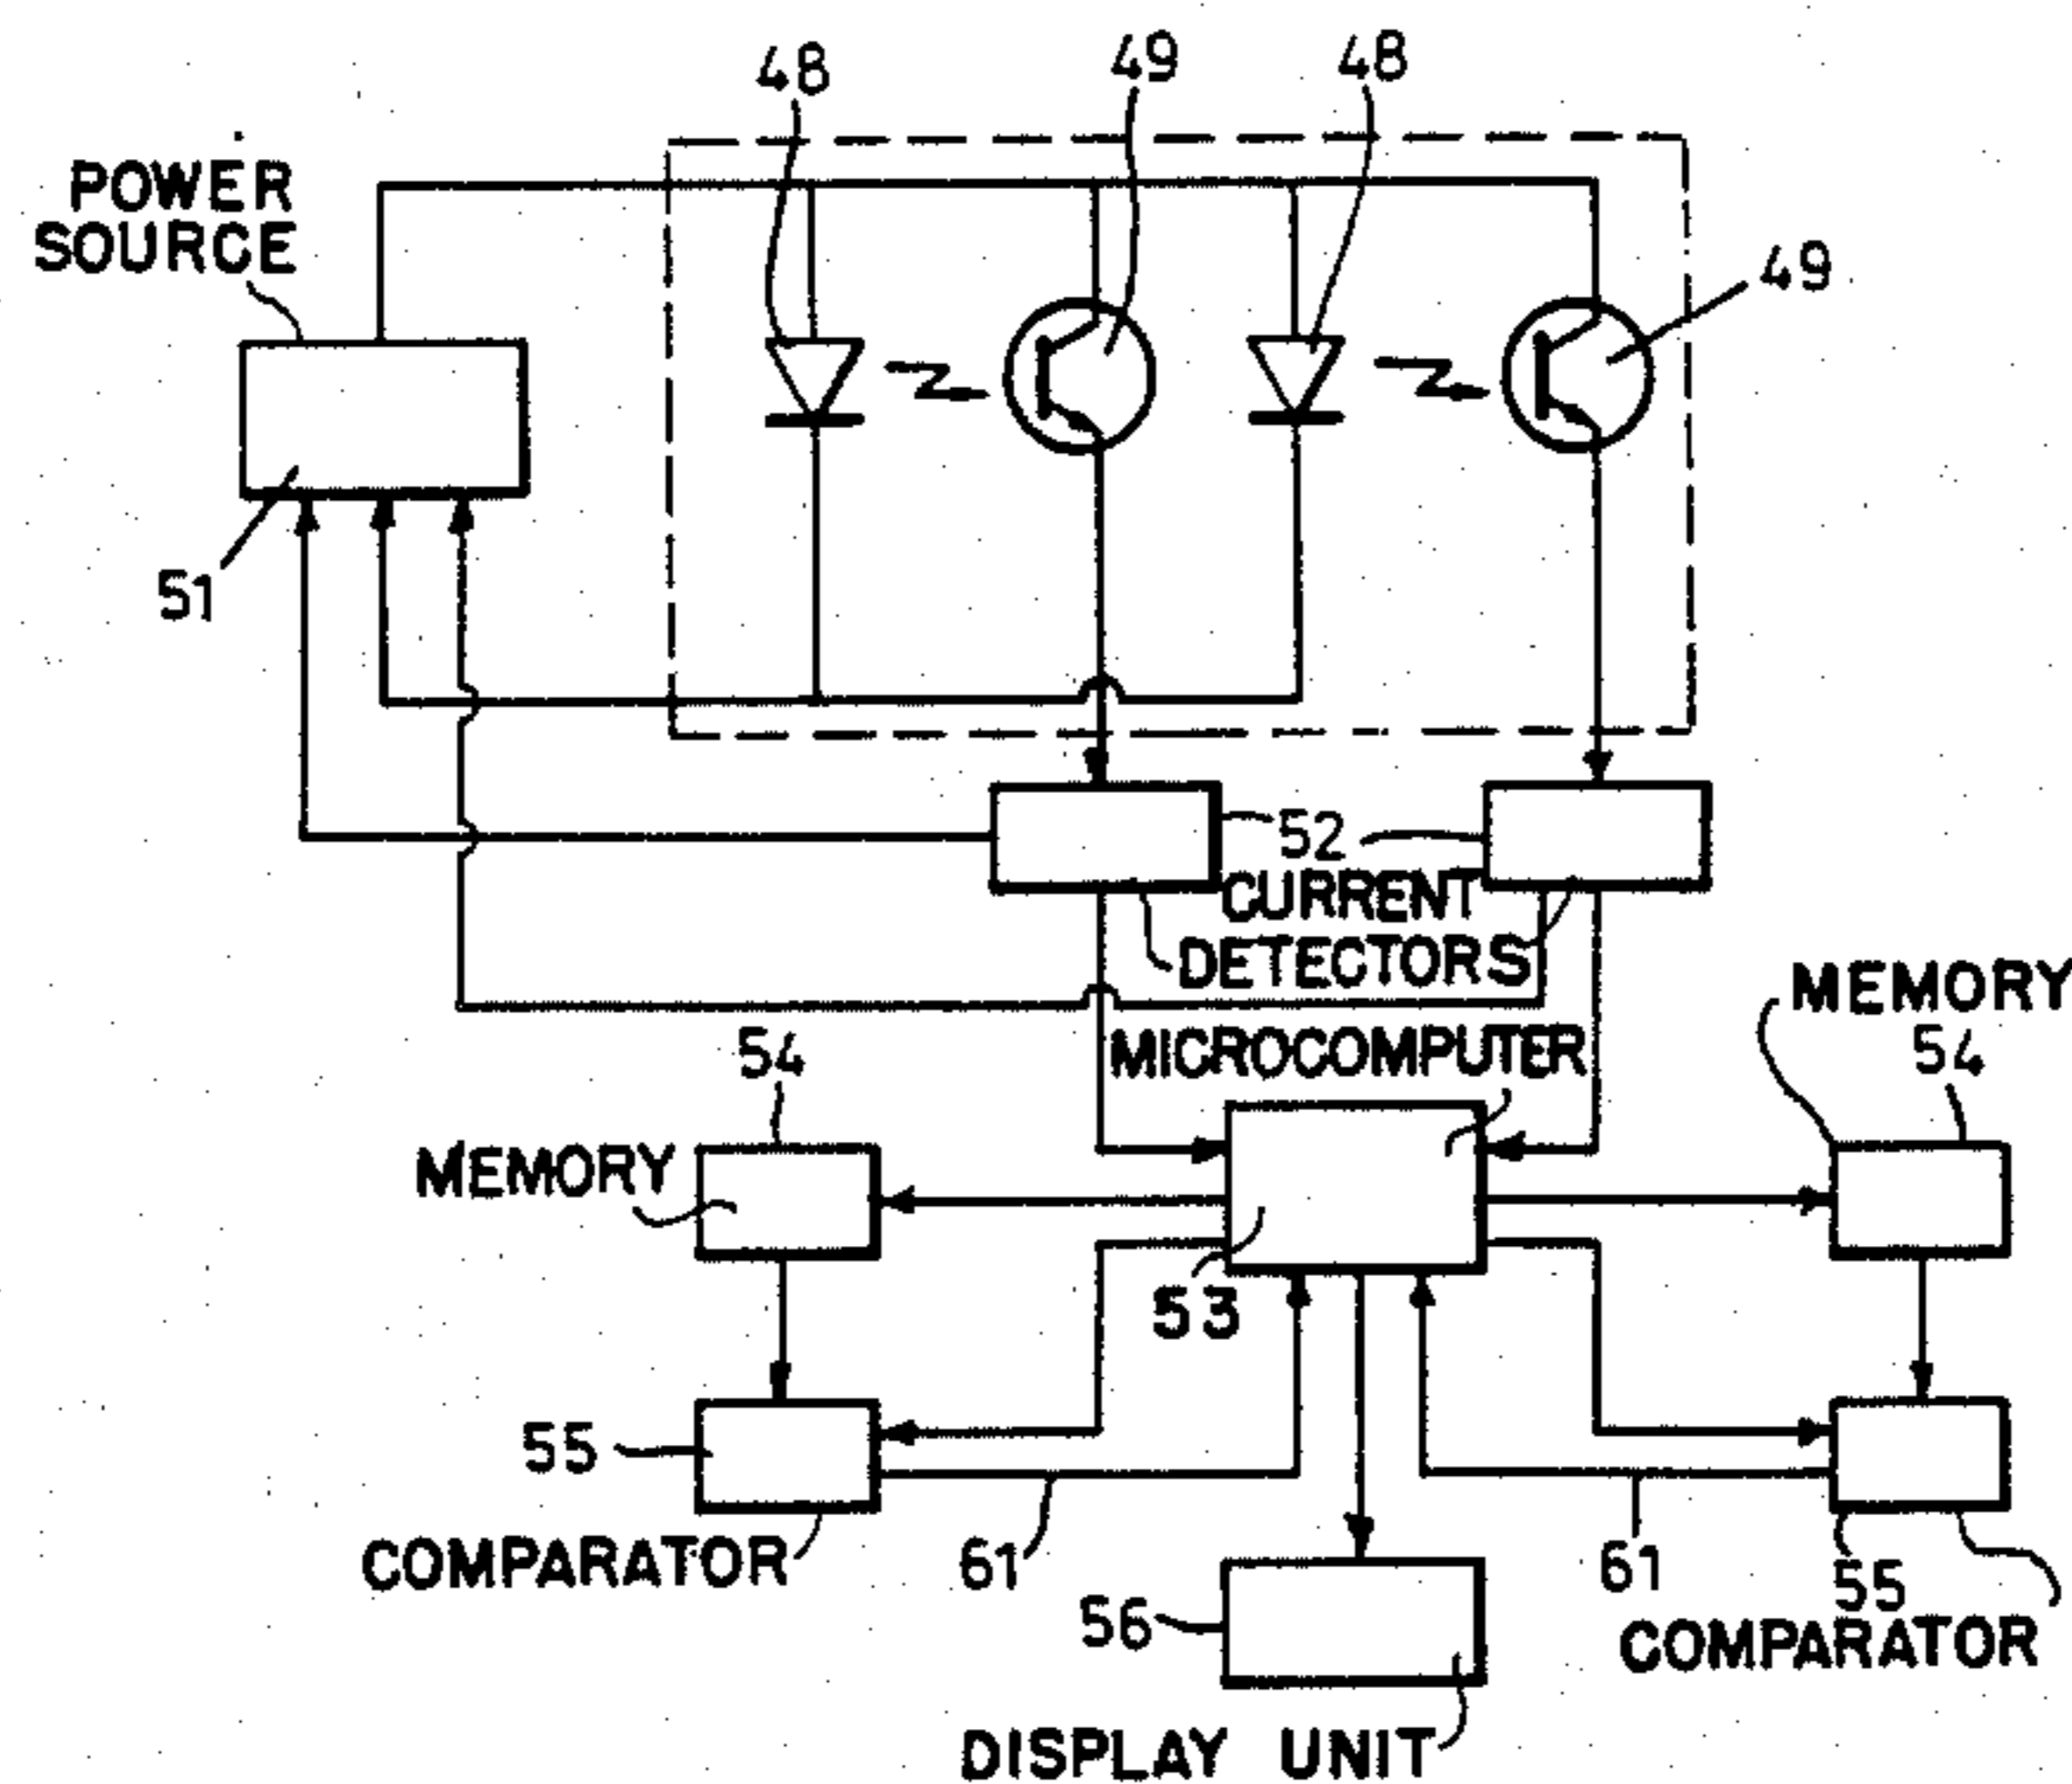 48
49
48
POWER
SOURCE
49
51
52
CURRENT
DETECTORS
MEMORY
54
MICROCOMPUTER
54
MEMORY
53
55
COMPARATOR
61
61
55
COMPARATOR
56
DISPLAY UNIT